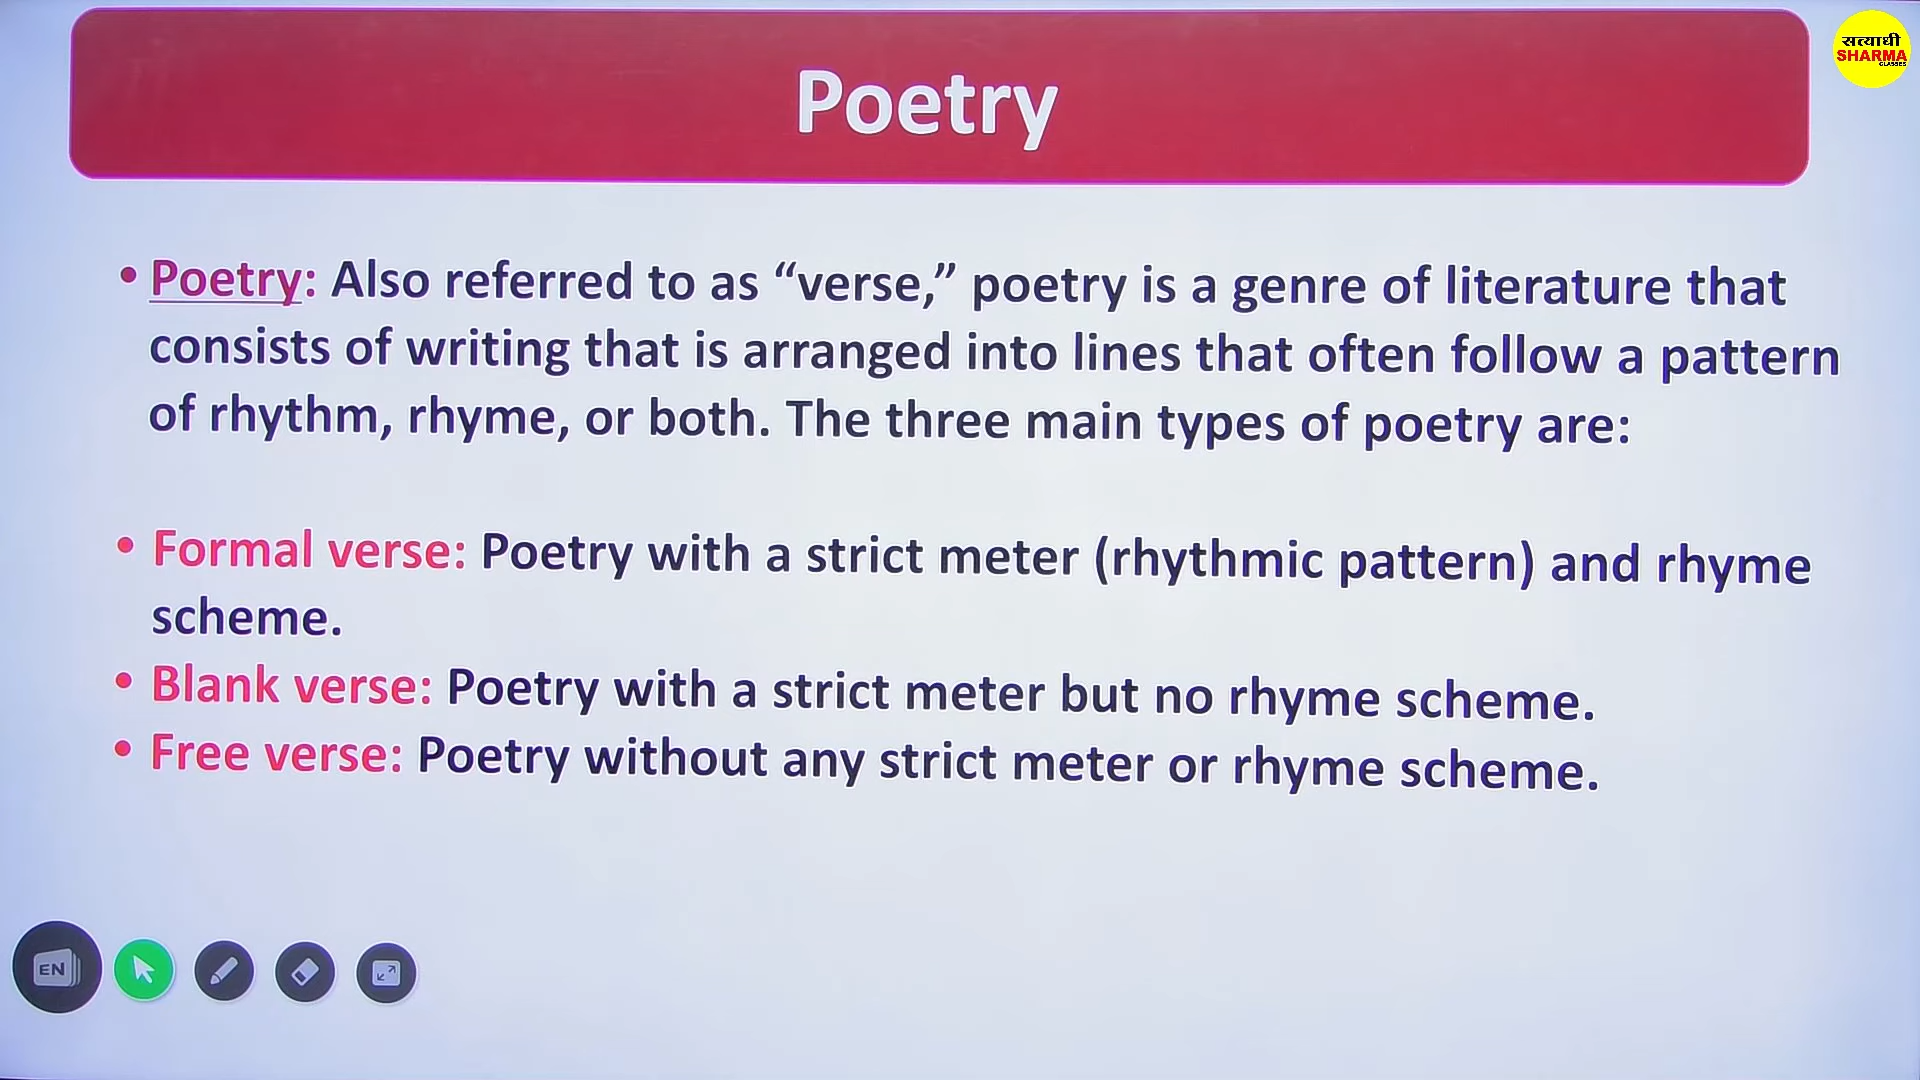 Poetry
सत्यार्थी
SHARMA
CLASSES
• Poetry: Also referred to as “verse,” poetry is a genre of literature that
consists of writing that is arranged into lines that often follow a pattern
of rhythm, rhyme, or both. The three main types of poetry are:
• Formal verse: Poetry with a strict meter (rhythmic pattern) and rhyme
scheme.
• Blank verse: Poetry with a strict meter but no rhyme scheme.
• Free verse: Poetry without any strict meter or rhyme scheme.
EN